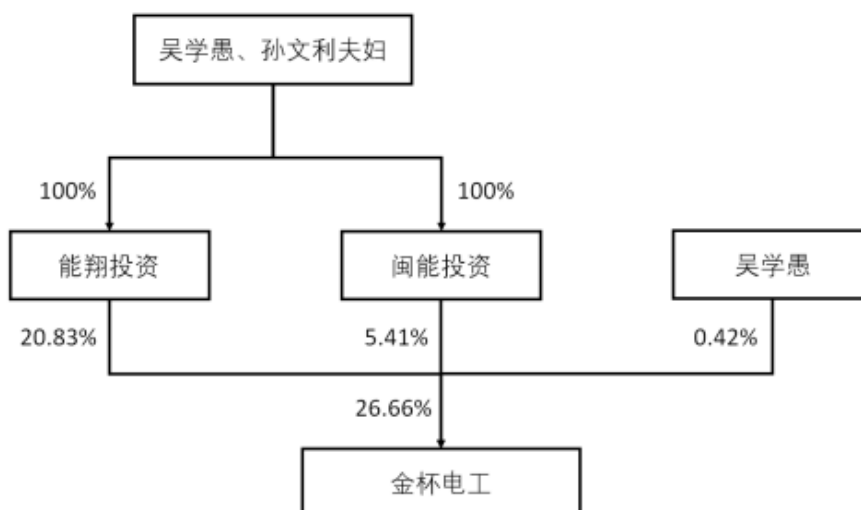 吴学愚、孙文利夫妇
100%
100%
能翔投资
闽能投资
吴学愚
20.83%
5.41%
0.42%
26.66%
金杯电工